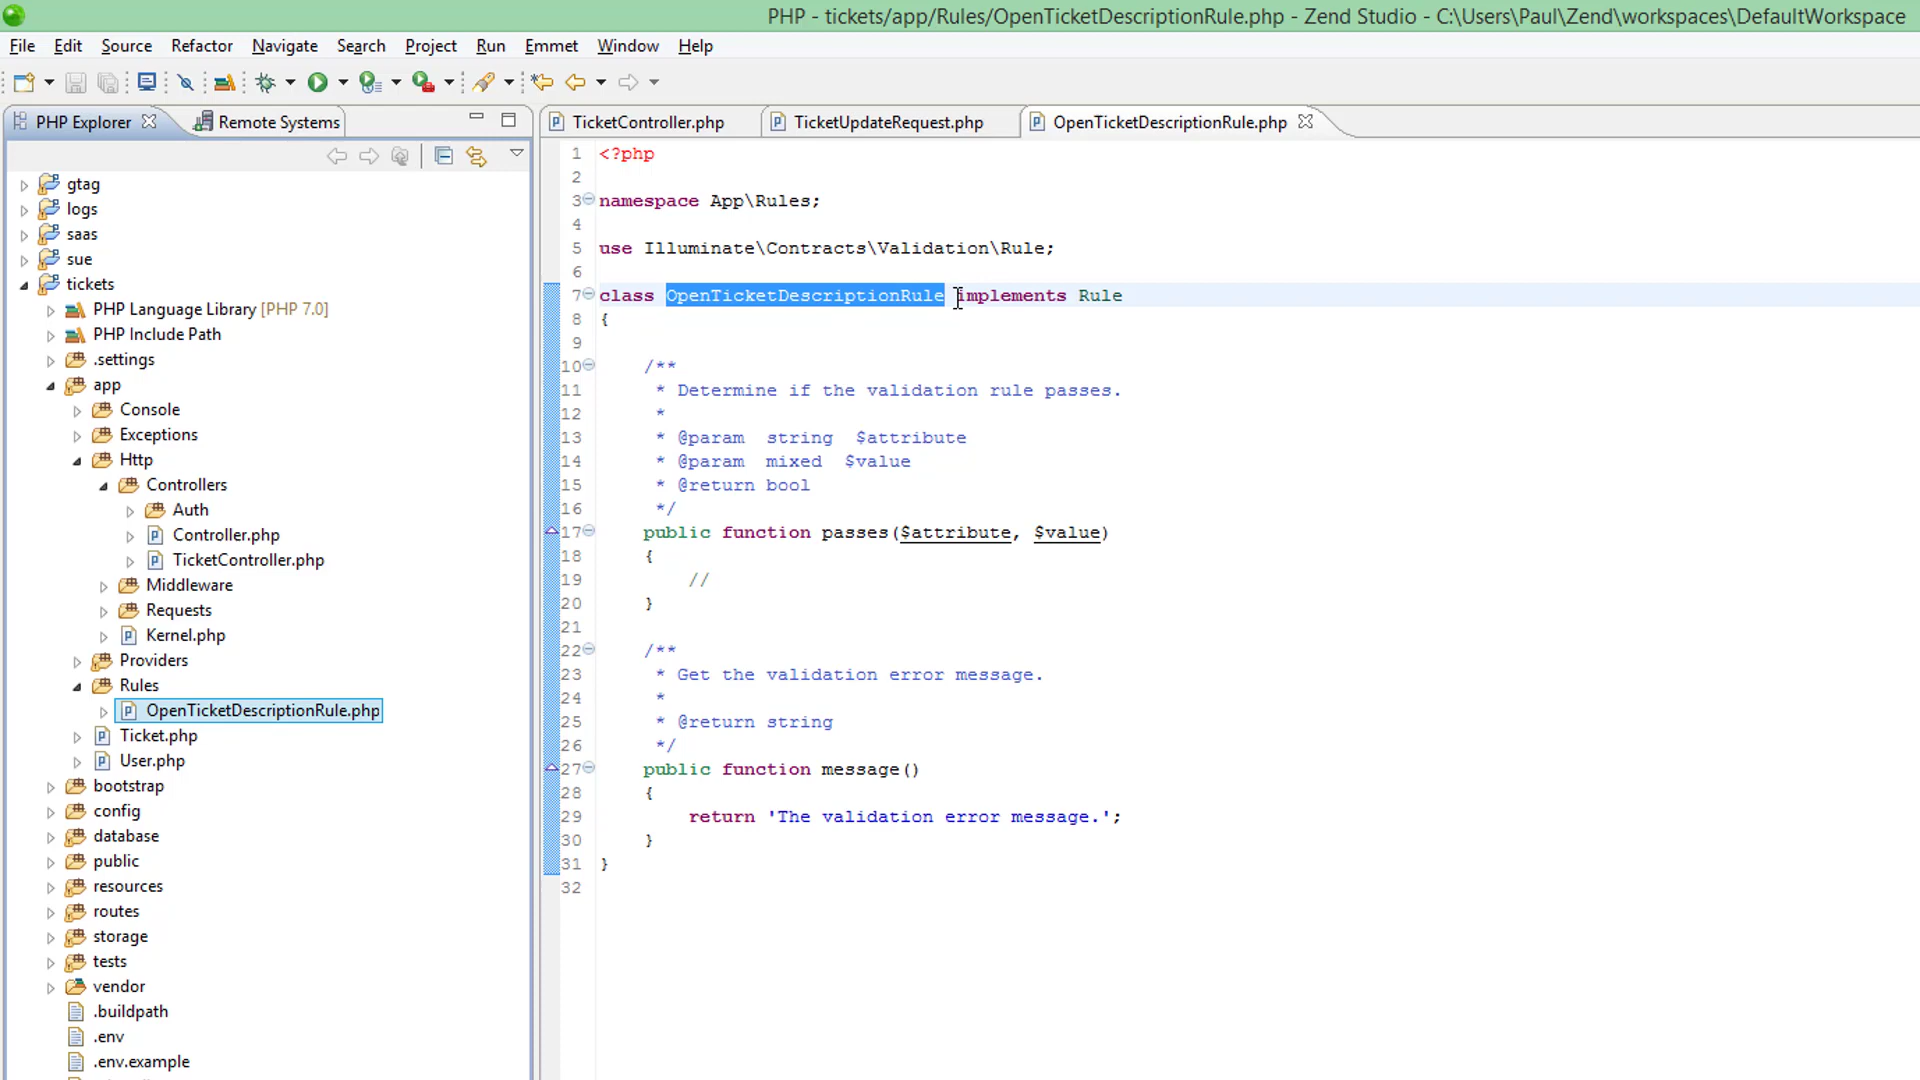 PHP - tickets/app/Rules/OpenTicketDescriptionRule.php - Zend Studio - C:\Users\Paul\Zend\workspaces\DefaultWorkspace
File Edit Source Refactor Navigate Search Project Run Emmet Window Help
PHP Explorer Remote Systems
TicketController.php TicketUpdateRequest.php OpenTicketDescriptionRule.php
gtag
logs
saas
sue
tickets
PHP Language Library [PHP 7.0]
PHP Include Path
.settings
app
Console
Exceptions
Http
Controllers
Auth
Controller.php
TicketController.php
Middleware
Requests
Kernel.php
Providers
Rules
OpenTicketDescriptionRule.php
Ticket.php
User.php
bootstrap
config
database
public
resources
routes
storage
tests
vendor
.buildpath
.env
.env.example
1 <?php
2
3 namespace App\Rules;
4
5 use Illuminate\Contracts\Validation\Rule;
6
7 class OpenTicketDescriptionRule implements Rule
8 {
9
10 /**
11 * Determine if the validation rule passes.
12 *
13 * @param string $attribute
14 * @param mixed $value
15 * @return bool
16 */
17 public function passes($attribute, $value)
18 {
19 //
20 }
21
22 /**
23 * Get the validation error message.
24 *
25 * @return string
26 */
27 public function message()
28 {
29 return 'The validation error message.';
30 }
31 }
32